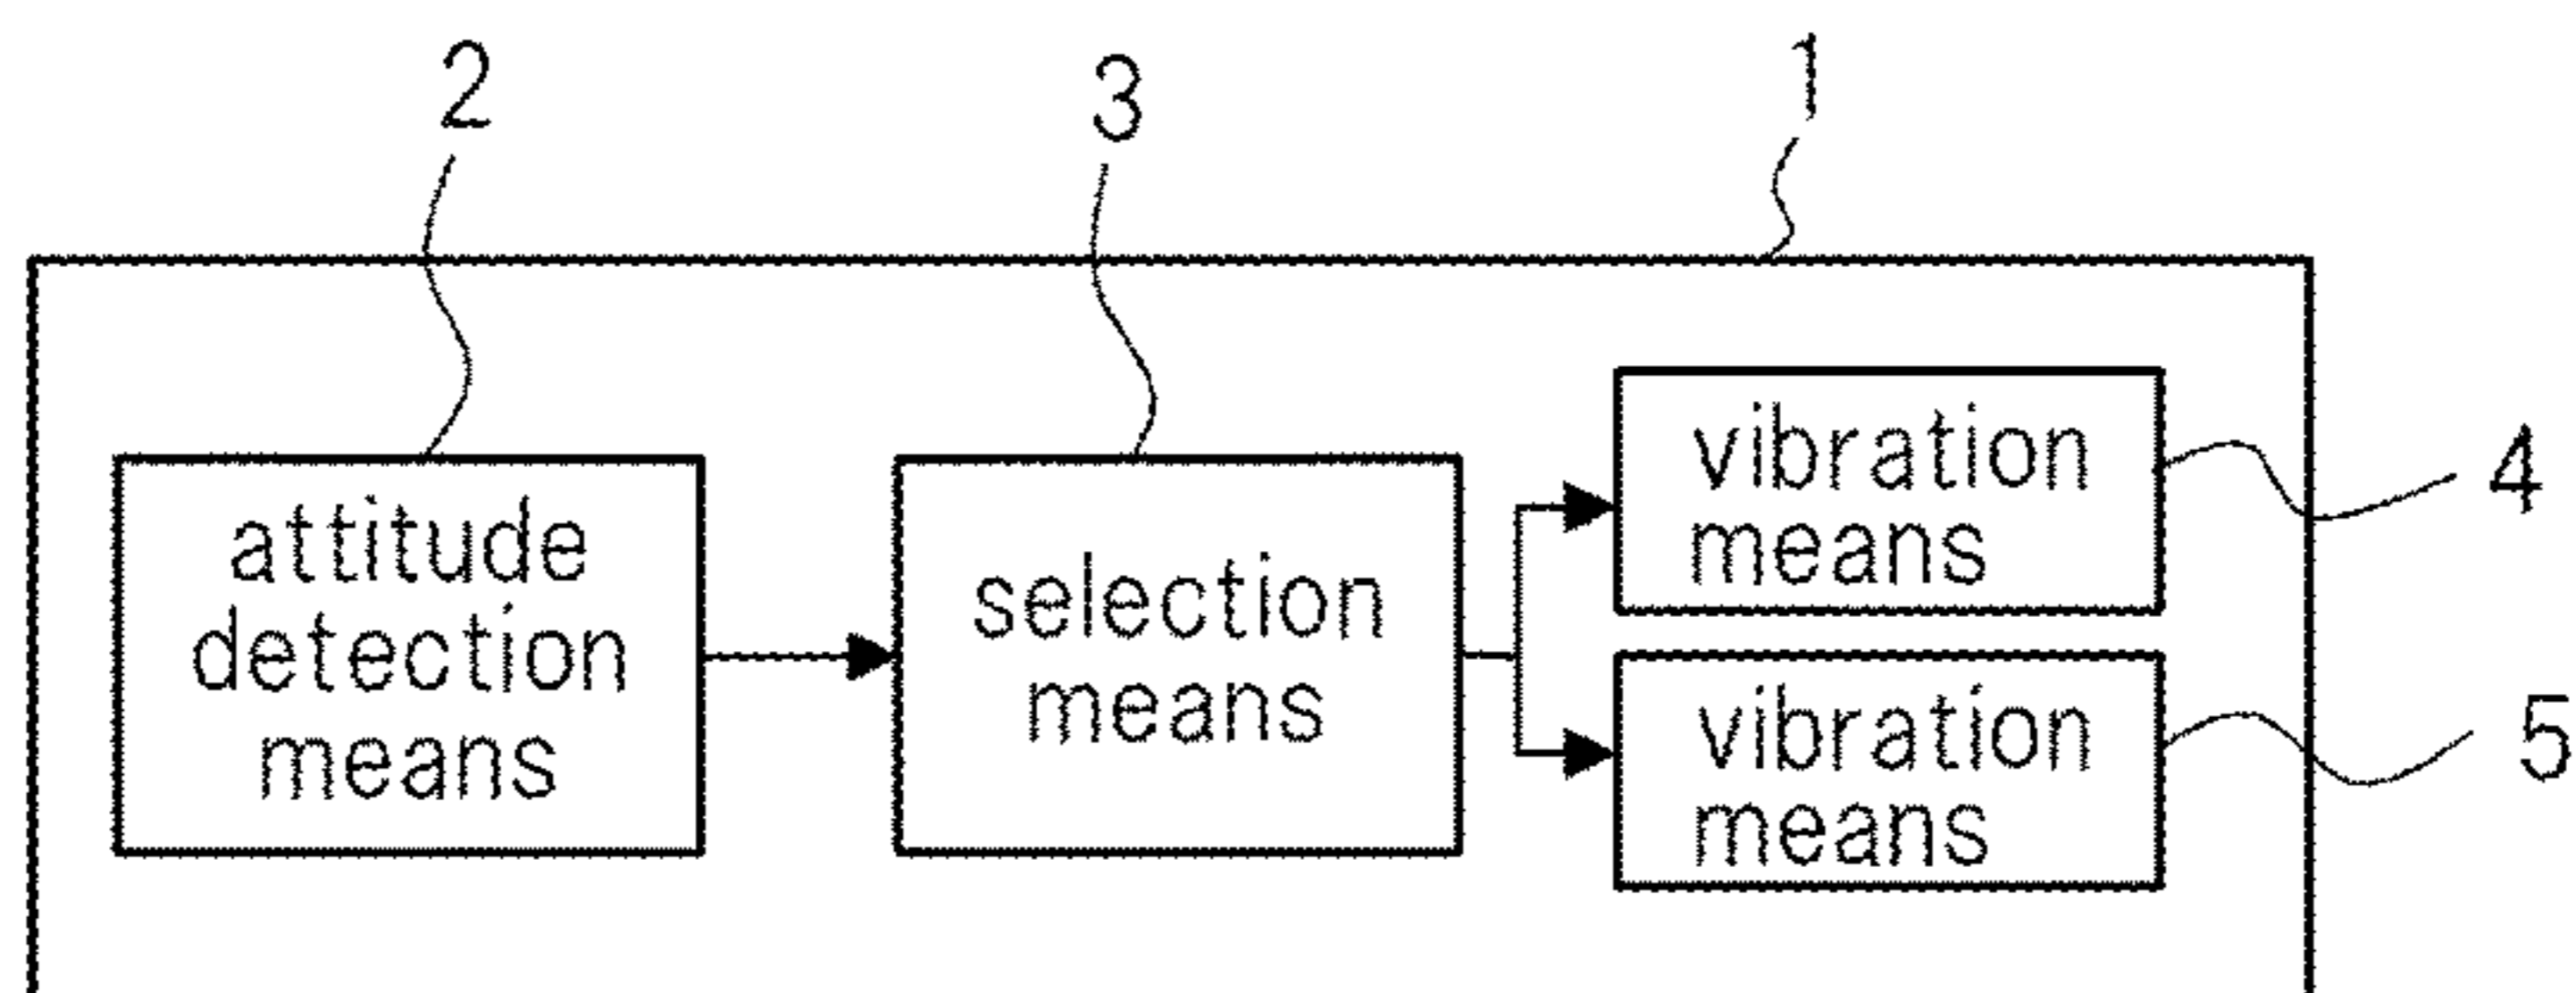 2
3
1
attitude
detection
means
selection
means
vibration
means
4
vibration
means
5